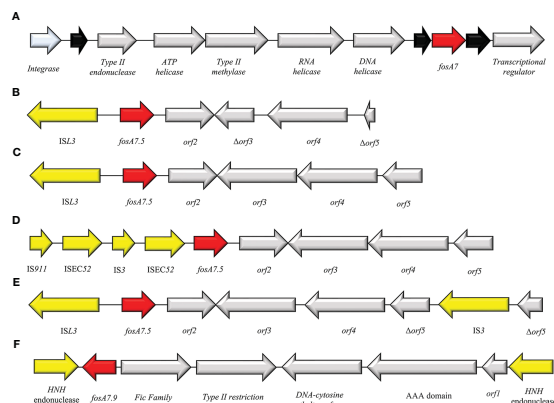 A
Integrase
Type II endonuclease
ATP helicase
Type II methylase
RNA helicase
DNA helicase
fosA7
Transcriptional regulator
B
ISL3 fosA7.5 orf2 Δorf3 orf4 Δorf5
C
ISL3 fosA7.5 orf2 orf3 orf4 orf5
D
IS911 ISEC52 IS3 ISEC52 fosA7.5 orf2 orf3 orf4 orf5
E
ISL3 fosA7.5 orf2 orf3 orf4 Δorf5 IS3 Δorf5
F
HNH endonuclease
fosA7.9
Fic Family
Type II restriction
DNA-cytosine
AAA domain
orf1
HNH